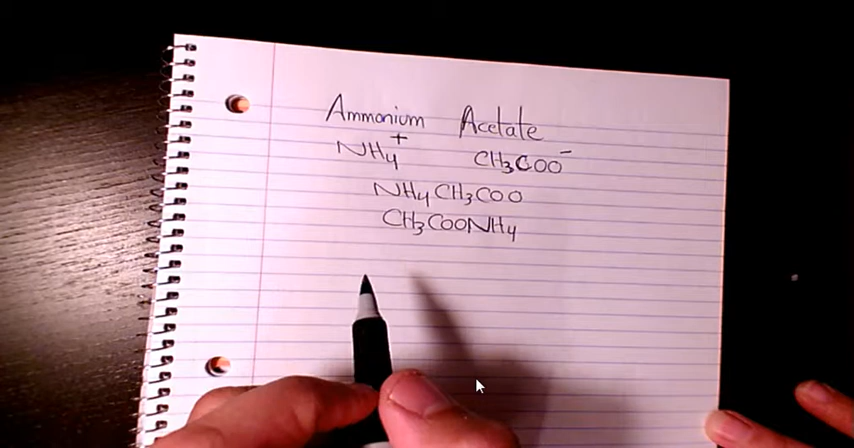 Ammonium Acetate
NH₄⁺ CH₃COO⁻
NH₄CH₃COO
CH₃COONH₄